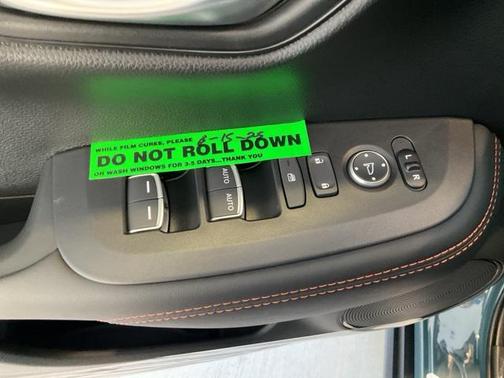 WHILE FILM CURES, PLEASE 8-15-25
DO NOT ROLL DOWN
OR WASH WINDOWS FOR 3-5 DAYS...THANK YOU
AUTO
AUTO
L
R